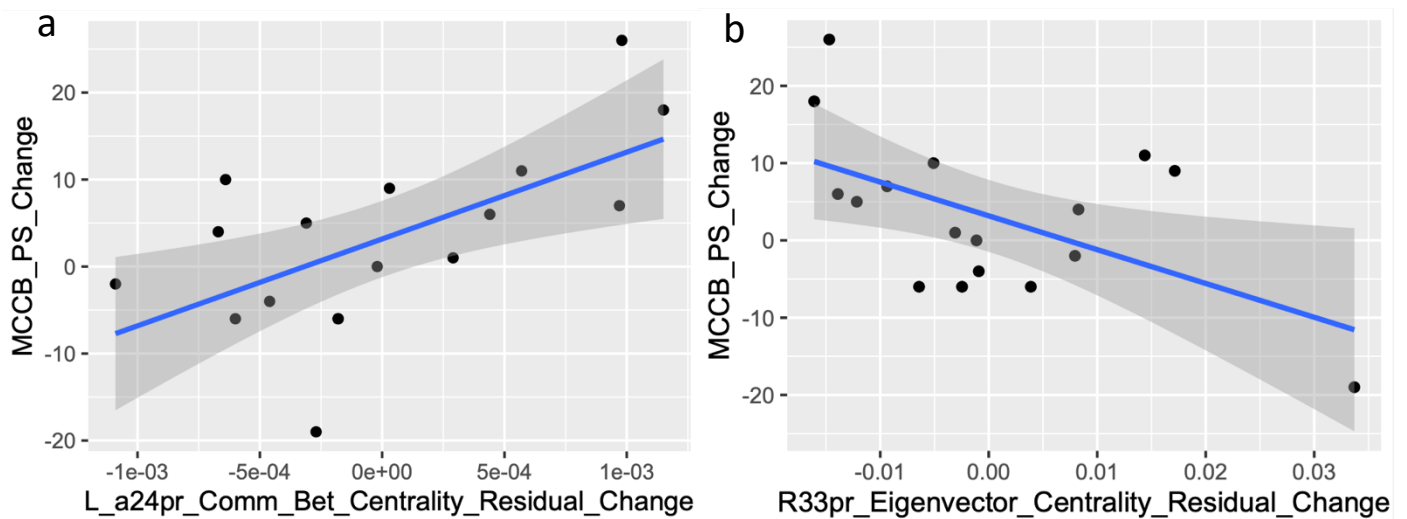 a
MCCB_PS_Change
20
10
0
-10
-20
-1e-03 -5e-04 0e+00 5e-04 1e-03
L_a24pr_Comm_Bet_Centrality_Residual_Change
b
MCCB_PS_Change
20
10
0
-10
-20
-0.01 0.00 0.01 0.02 0.03
R33pr_Eigenvector_Centrality_Residual_Change